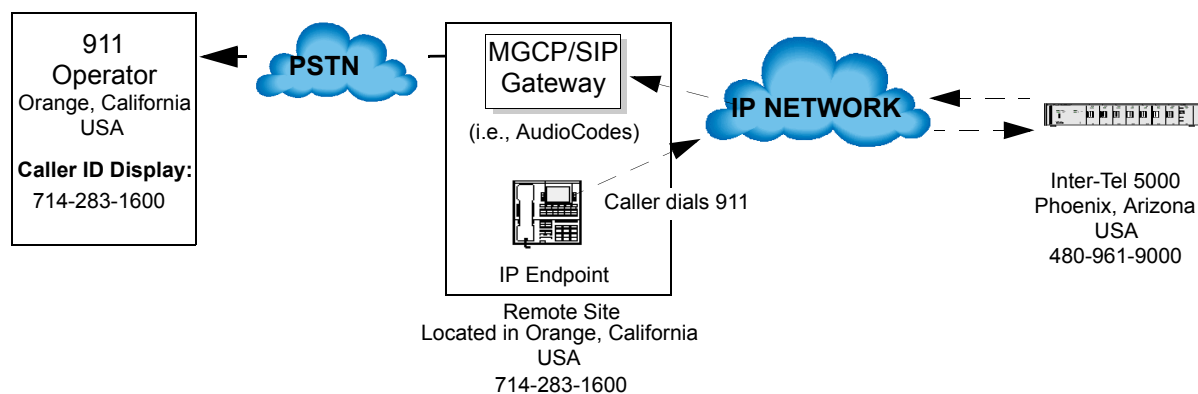 911
Operator
Orange, California
USA
Caller ID Display:
714-283-1600
PSTN
MGCP/SIP
Gateway
(i.e., AudioCodes)
Caller dials 911
IP Endpoint
Remote Site
Located in Orange, California
USA
714-283-1600
IP NETWORK
Inter-Tel 5000
Phoenix, Arizona
USA
480-961-9000